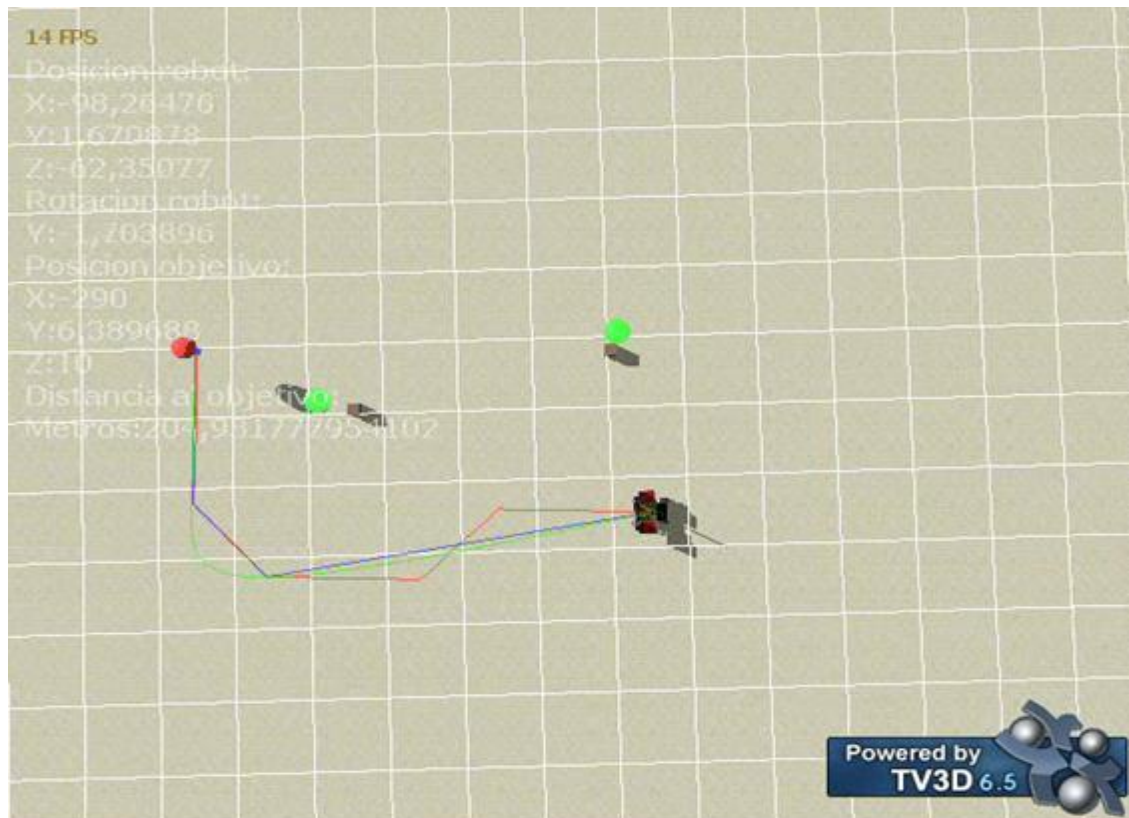 14 FPS
Posicion robot:
X:-98,26476
Y:1,670878
Z:-62,35077
Rotacion robot:
Y:-1,703896
Posicion objetivo:
X:-290
Y:6,389688
Z:10
Distancia a objetivo:
Powered by
TV3D 6.5